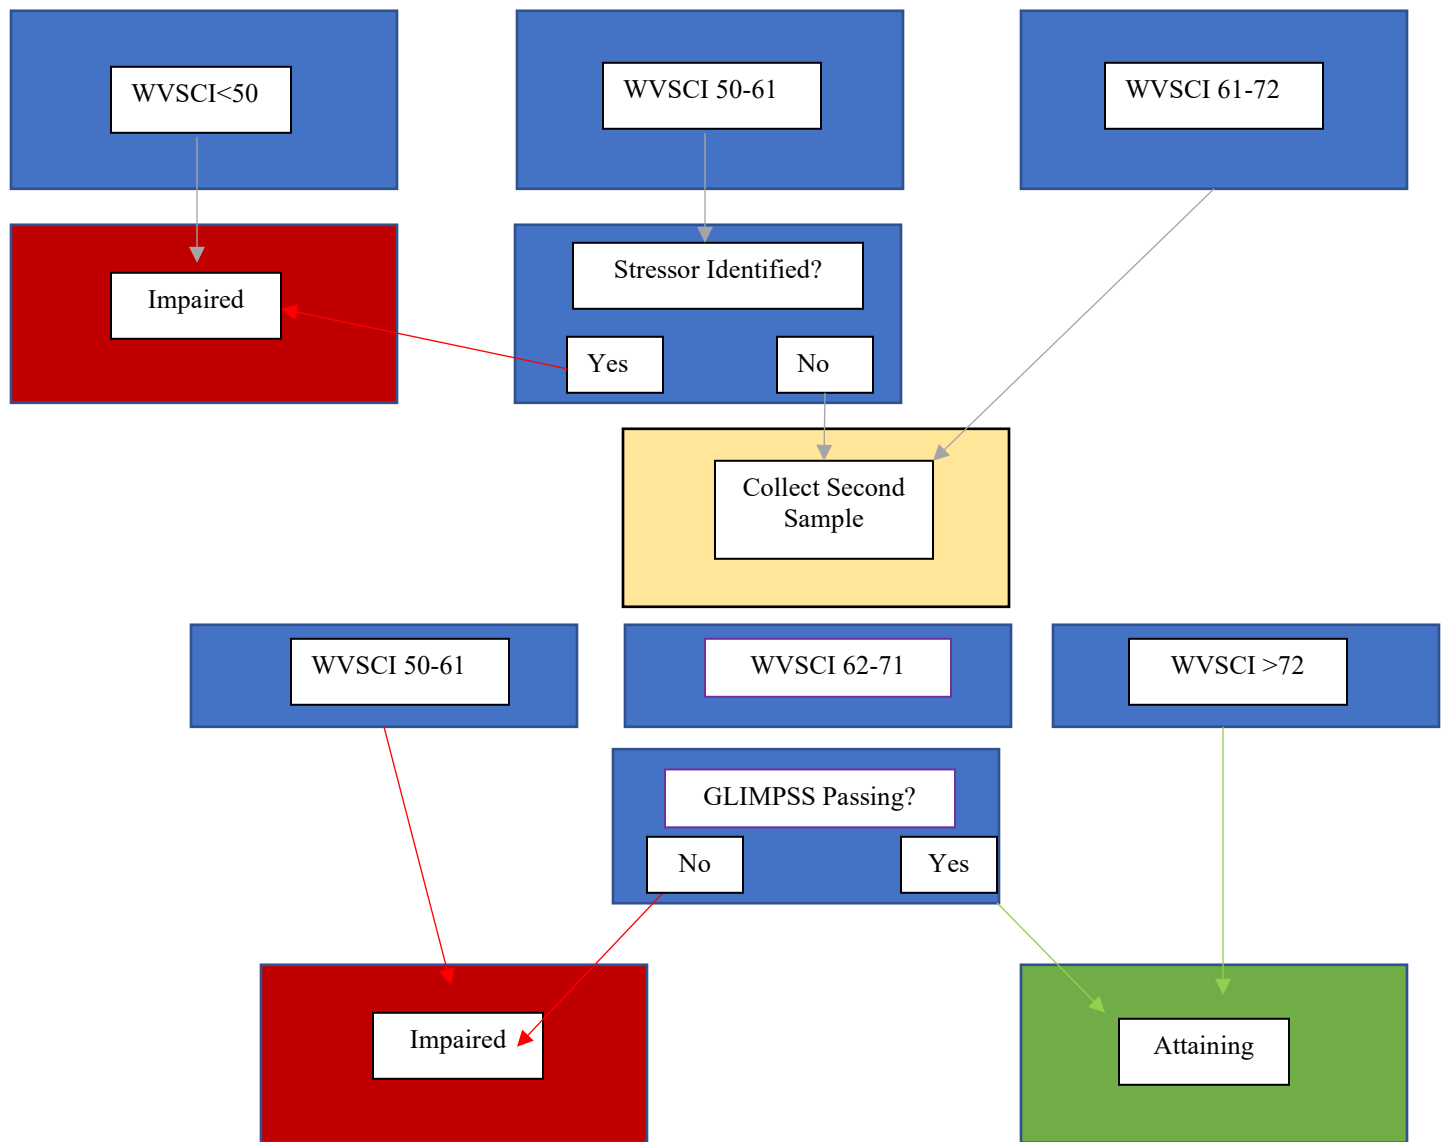 WVSCI<50
WVSCI 50-61
WVSCI 61-72
Impaired
Stressor Identified?
Yes
No
Collect Second
Sample
WVSCI 50-61
WVSCI 62-71
WVSCI >72
GLIMPSS Passing?
No
Yes
Impaired
Attaining